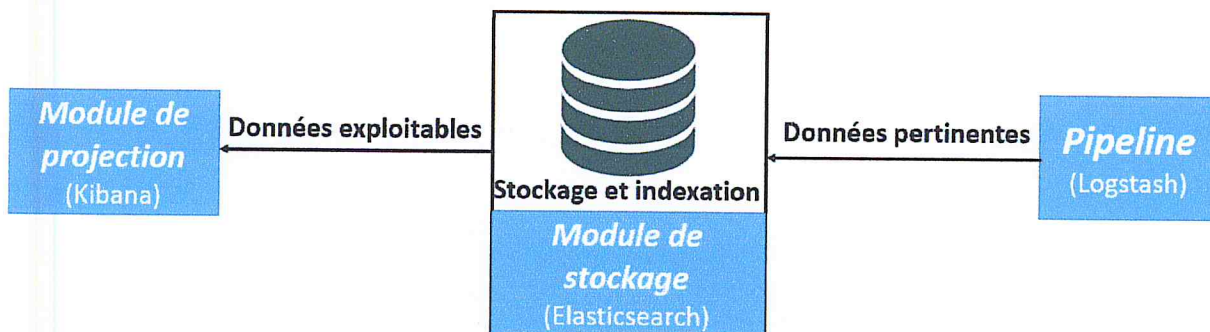 Module de
projection
(Kibana)
Données exploitables
Stockage et indexation
Module de
stockage
(Elasticsearch)
Données pertinentes
Pipeline
(Logstash)